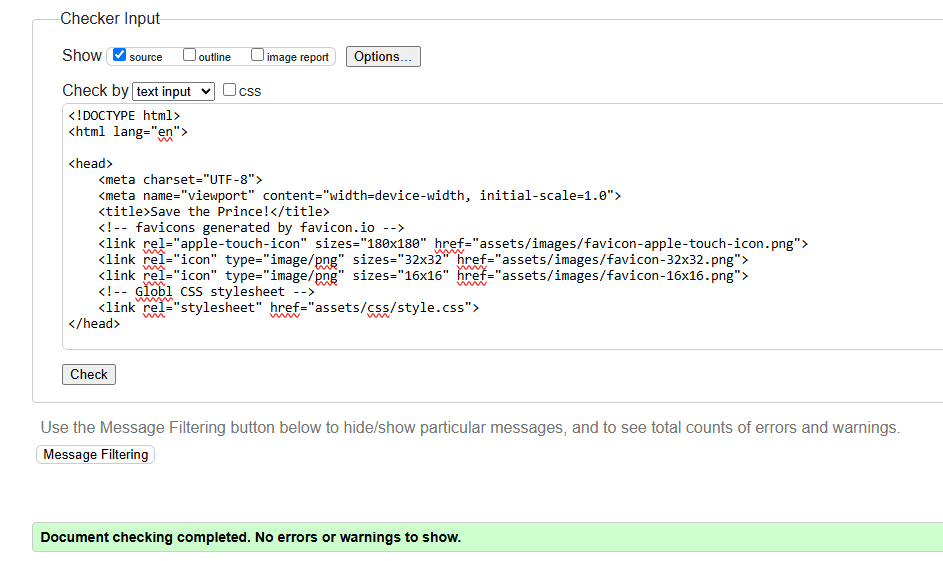 Checker Input
Show source outline image report Options...
Check by text input css
<!DOCTYPE html>
<html lang="en">
<head>
<meta charset="UTF-8">
<meta name="viewport" content="width=device-width, initial-scale=1.0">
<title>Save the Prince!</title>
<!-- favicons generated by favicon.io -->
<link rel="apple-touch-icon" sizes="180x180" href="assets/images/favicon-apple-touch-icon.png">
<link rel="icon" type="image/png" sizes="32x32" href="assets/images/favicon-32x32.png">
<link rel="icon" type="image/png" sizes="16x16" href="assets/images/favicon-16x16.png">
<!-- Globl CSS stylesheet -->
<link rel="stylesheet" href="assets/css/style.css">
</head>
Check
Use the Message Filtering button below to hide/show particular messages, and to see total counts of errors and warnings.
Message Filtering
Document checking completed. No errors or warnings to show.